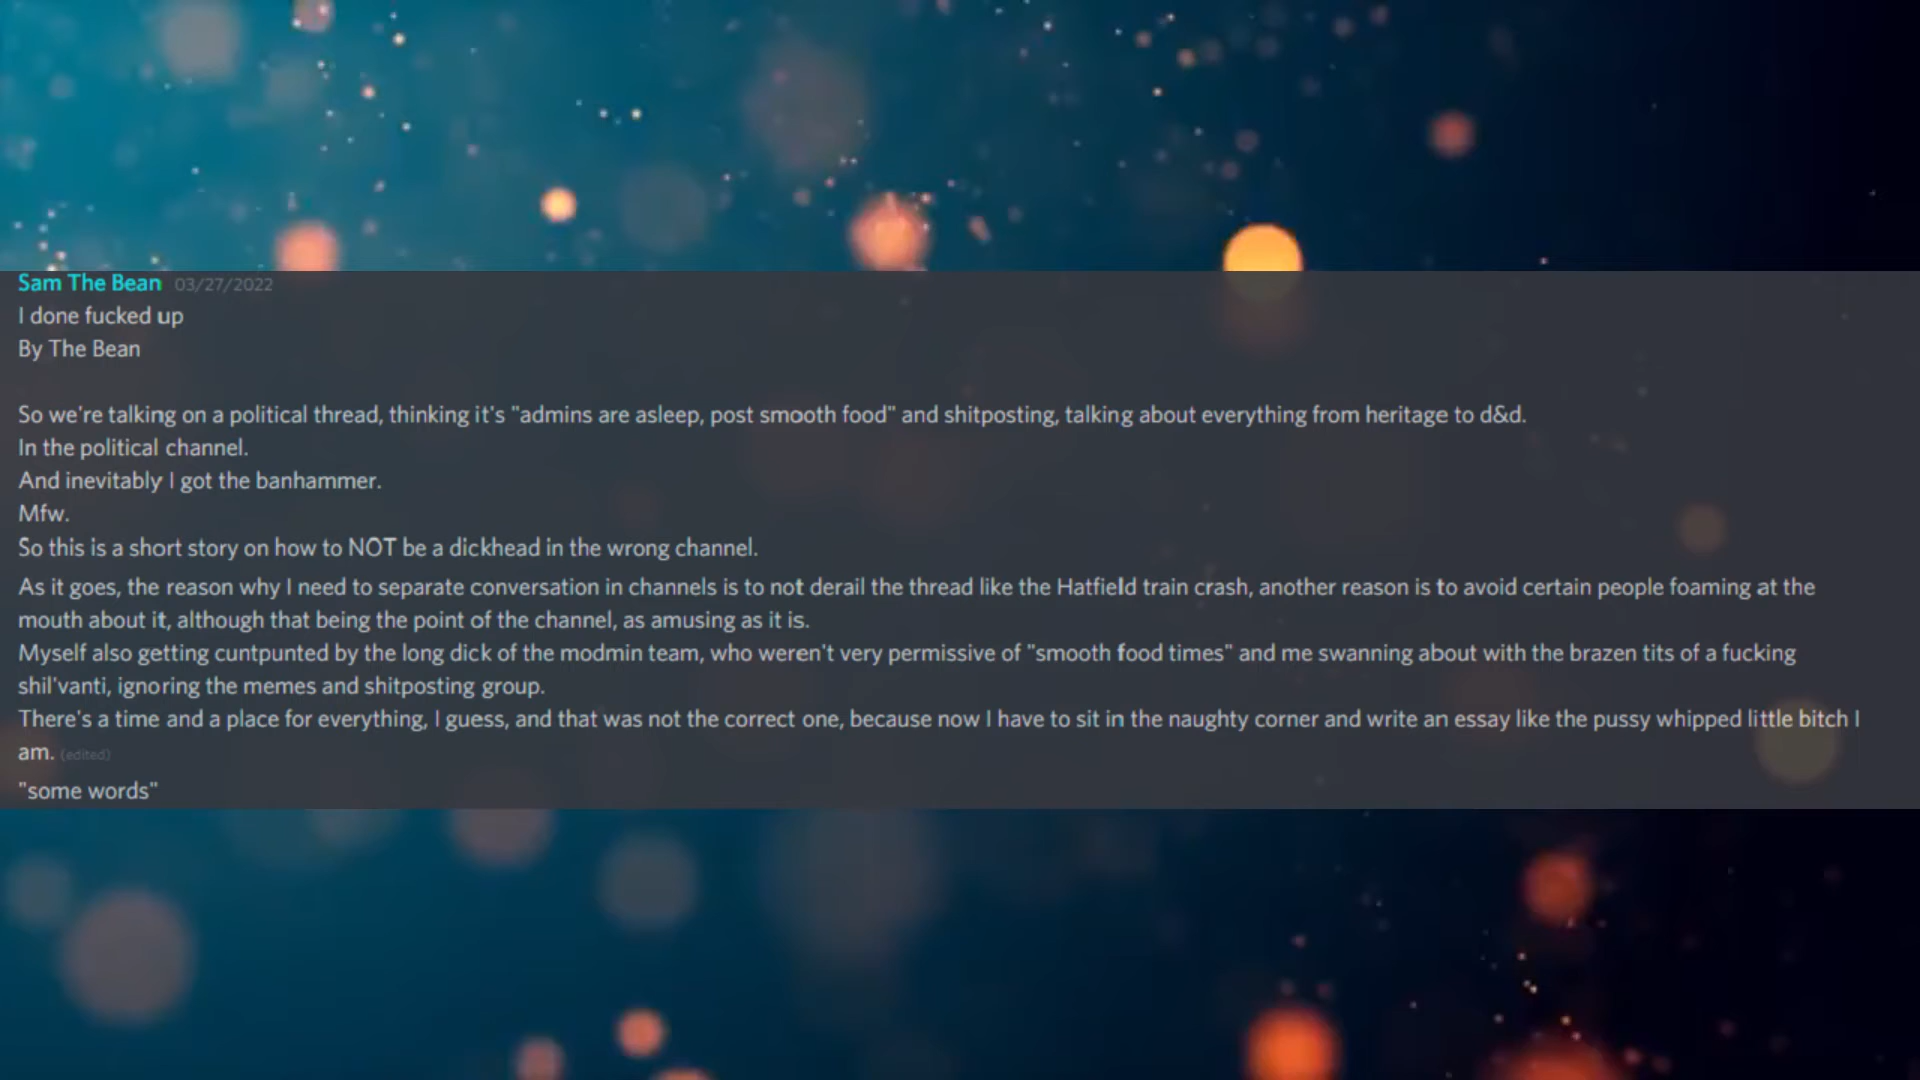 Sam The Bean 03/27/2022
I done fucked up
By The Bean
So we're talking on a political thread, thinking it's "admins are asleep, post smooth food" and shitposting, talking about everything from heritage to d&d.
In the political channel.
And inevitably I got the banhammer.
Mfw.
So this is a short story on how to NOT be a dickhead in the wrong channel.
As it goes, the reason why I need to separate conversation in channels is to not derail the thread like the Hatfield train crash, another reason is to avoid certain people foaming at the
mouth about it, although that being the point of the channel, as amusing as it is.
Myself also getting cuntpunted by the long dick of the modmin team, who weren't very permissive of "smooth food times" and me swanning about with the brazen tits of a fucking
shil'vanti, ignoring the memes and shitposting group.
There's a time and a place for everything, I guess, and that was not the correct one, because now I have to sit in the naughty corner and write an essay like the pussy whipped little bitch I
am. (edited)
"some words"